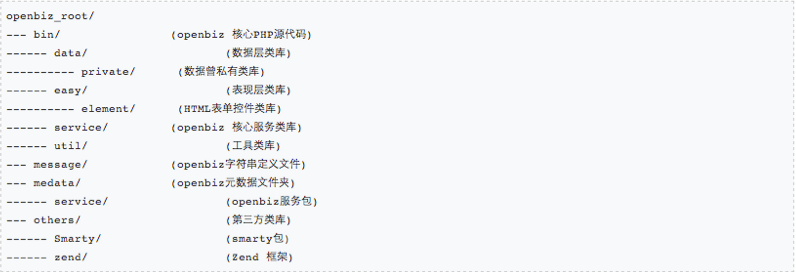 openbiz_root/
--- bin/ (openbiz 核心PHP源代码)
------ data/ (数据层类库)
---------- private/ (数据曾私有类库)
------ easy/ (表现层类库)
---------- element/ (HTML表单控件类库)
------ service/ (openbiz 核心服务类库)
------ util/ (工具类库)
--- message/ (openbiz字符串定义文件)
--- medata/ (openbiz元数据文件夹)
------ service/ (openbiz服务包)
--- others/ (第三方类库)
------ Smarty/ (smarty包)
------ zend/ (Zend 框架)